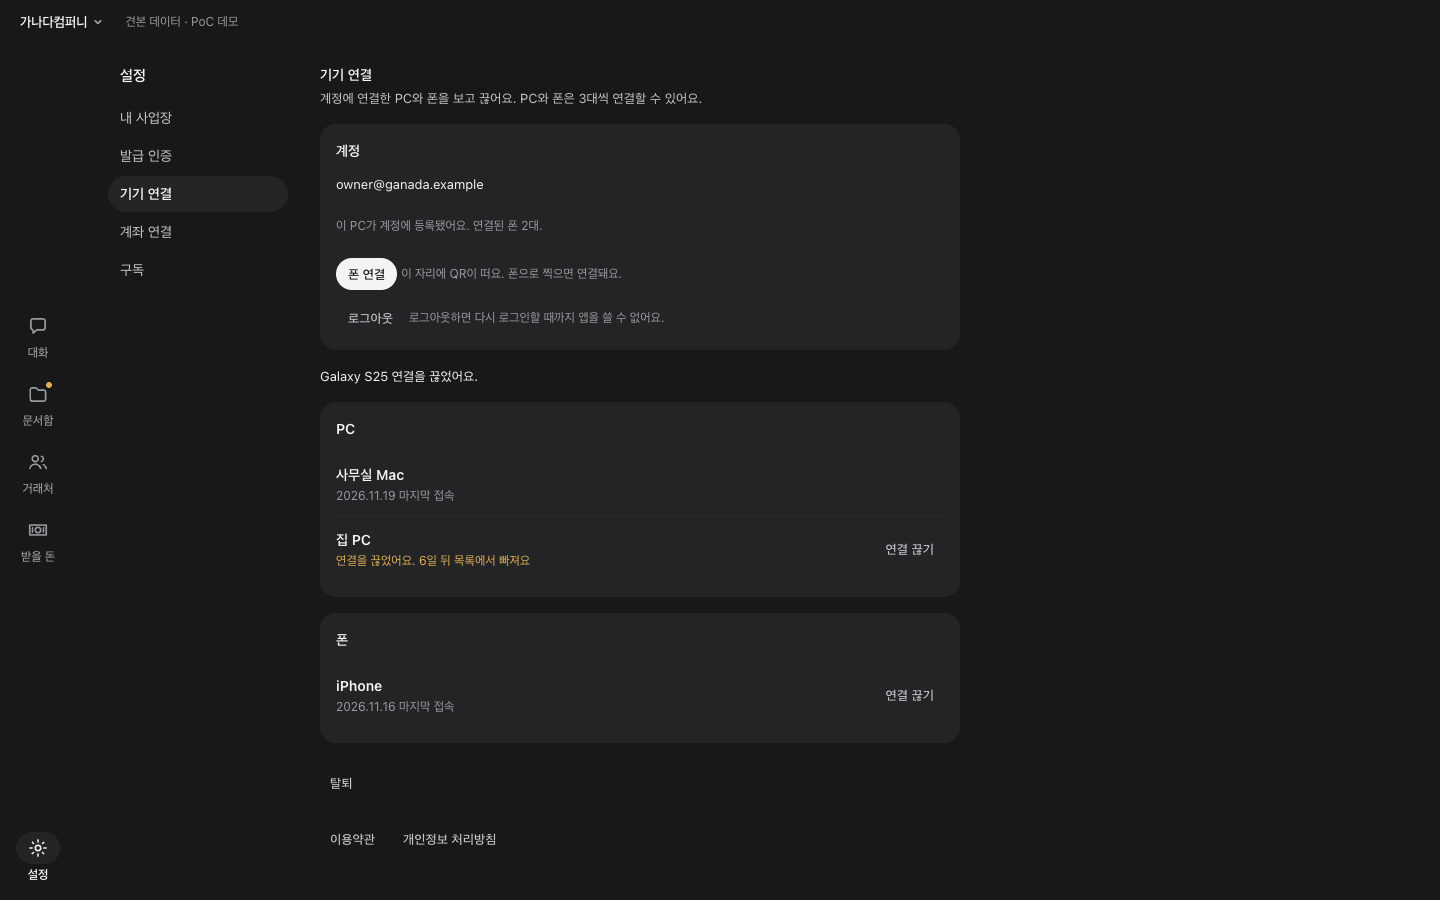 가나다컴퍼니
견본 데이터 · PoC 데모
설정
내 사업장
발급 인증
기기 연결
계좌 연결
구독
대화
문서함
거래처
받을 돈
설정
기기 연결
계정에 연결한 PC와 폰을 보고 끊어요. PC와 폰은 3대씩 연결할 수 있어요.
계정
owner@ganada.example
이 PC가 계정에 등록됐어요. 연결된 폰 2대.
폰 연결 이 자리에 QR이 떠요. 폰으로 찍으면 연결돼요.
로그아웃 로그아웃하면 다시 로그인할 때까지 앱을 쓸 수 없어요.
Galaxy S25 연결을 끊었어요.
PC
사무실 Mac
2026.11.19 마지막 접속
집 PC
연결을 끊었어요. 6일 뒤 목록에서 빠져요
연결 끊기
폰
iPhone
2026.11.16 마지막 접속
연결 끊기
탈퇴
이용약관 개인정보 처리방침